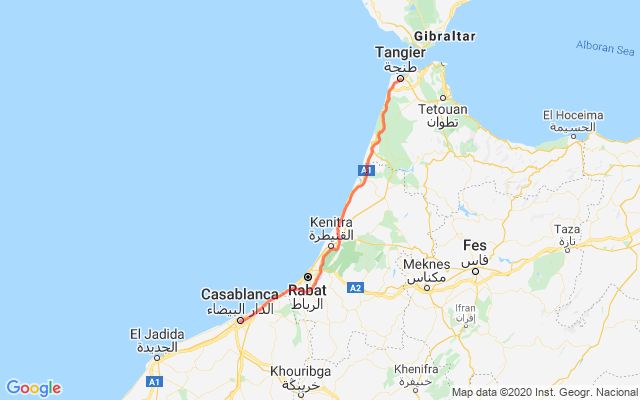 Gibraltar
Alboran Sea
Tangier
طنجة
Tetouan
تطوان
El Hoceima
الحسيمة
A1
Kenitra
القنيطرة
Taza
تازة
Fes
فاس
Meknes
مكناس
Rabat
الرباط
A2
Casablanca
الدار البيضاء
Ifran
إفران
El Jadida
الجديدة
Khouribga
خريبݣة
Khenifra
خنيفرة
A1
Google
Map data ©2020 Inst. Geogr. Nacional